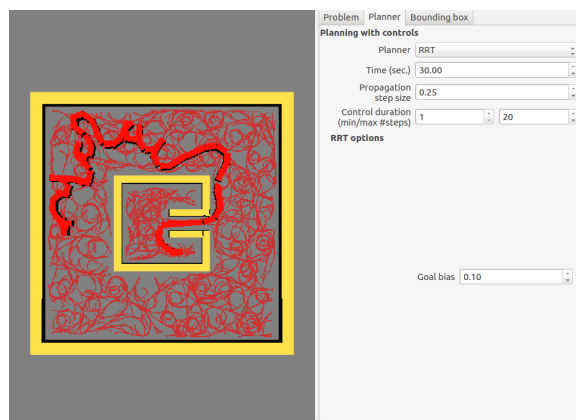 Problem Planner Bounding box
Planning with controls
Planner RRT
Time (sec.) 30.00
Propagation
step size 0.25
Control duration
(min/max #steps) 1 20
RRT options
Goal bias 0.10